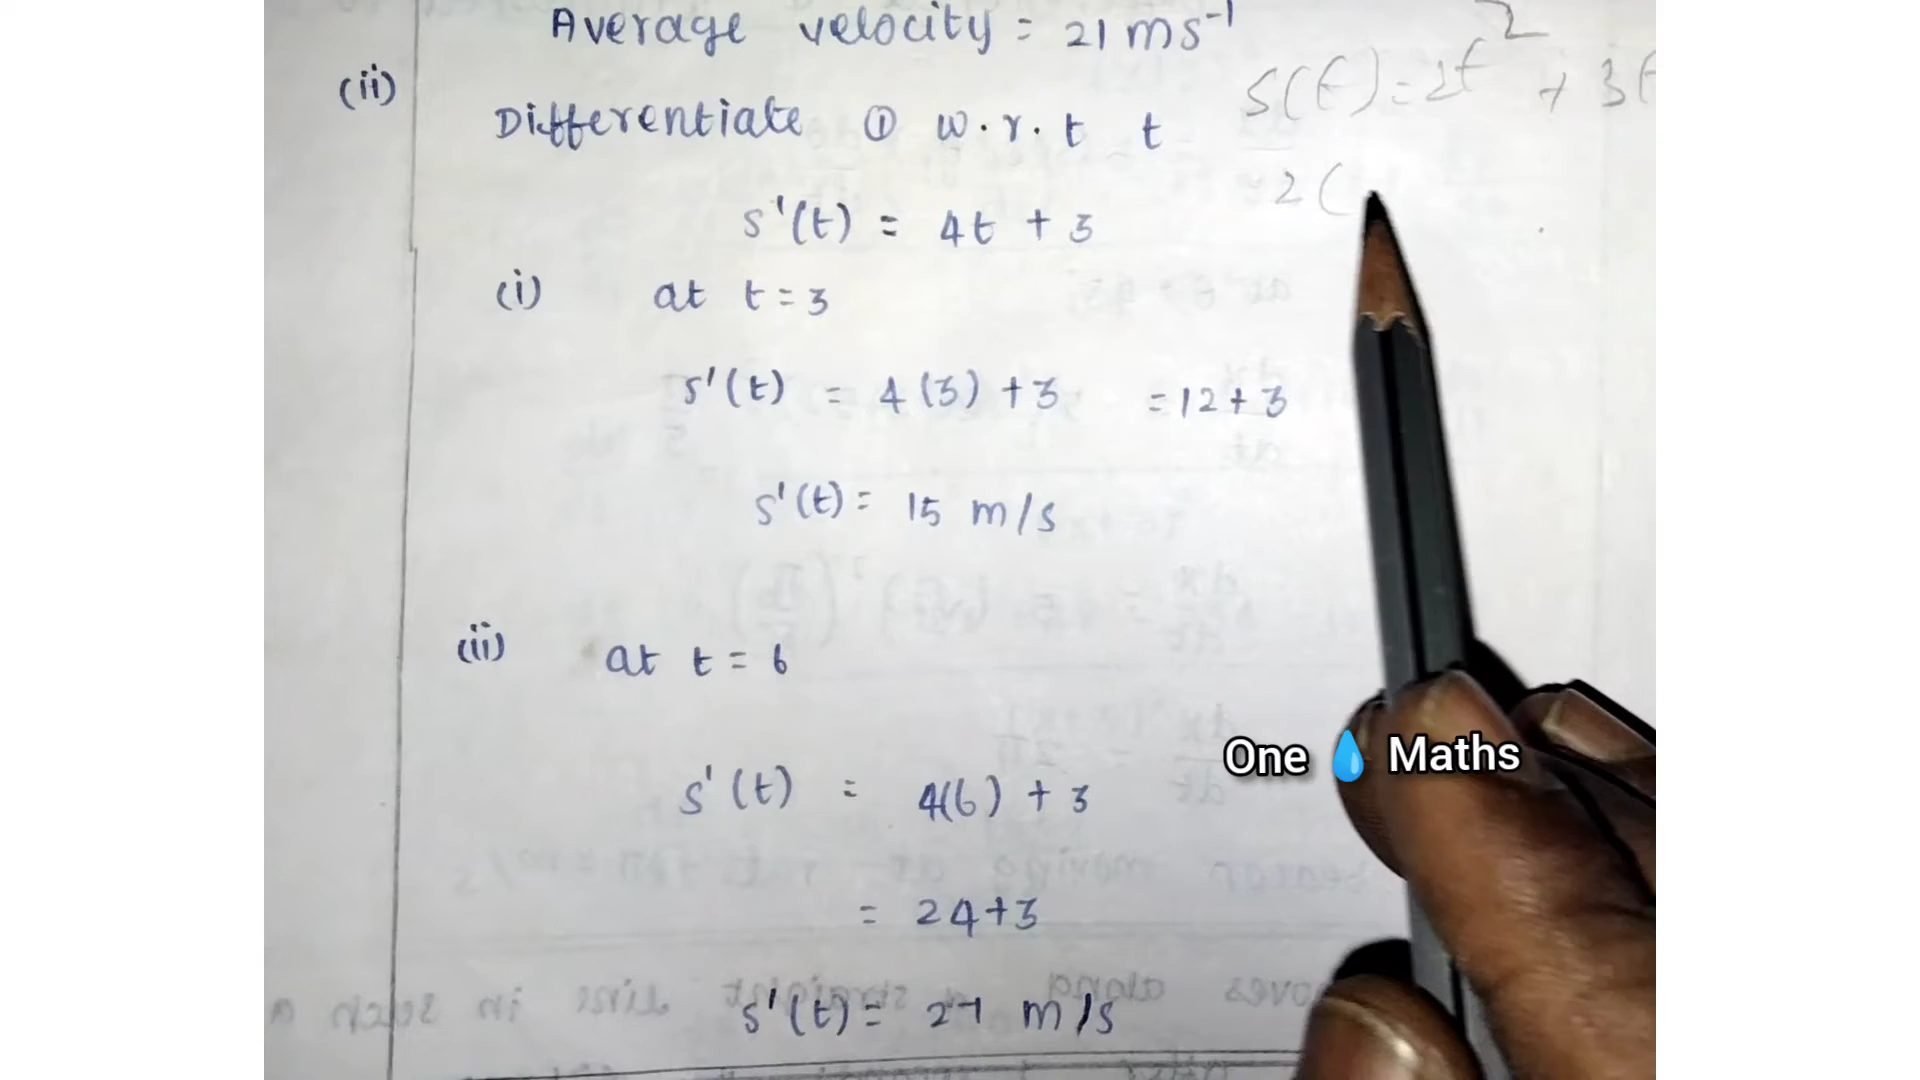 Average velocity = 21 ms⁻¹
(ii)
Differentiate ① w.r.t t
s(t) = 2t² + 3t
2(
s'(t) = 4t + 3
(i) at t = 3
s'(t) = 4(3) + 3 = 12 + 3
s'(t) = 15 m/s
(ii) at t = 6
s'(t) = 4(6) + 3
One 💧 Maths
= 24+3
s'(t) = 27 m/s